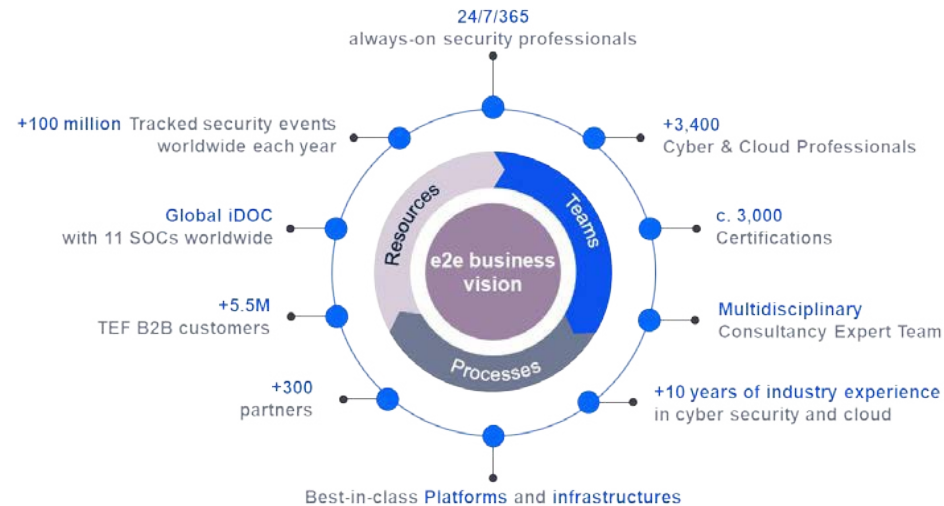 24/7/365
always-on security professionals
+100 million Tracked security events
worldwide each year
+3,400
Cyber & Cloud Professionals
Global iDOC
with 11 SOCs worldwide
c. 3,000
Certifications
Resources
Teams
e2e business
vision
Processes
+5.5M
TEF B2B customers
Multidisciplinary
Consultancy Expert Team
+300
partners
+10 years of industry experience
in cyber security and cloud
Best-in-class Platforms and infrastructures